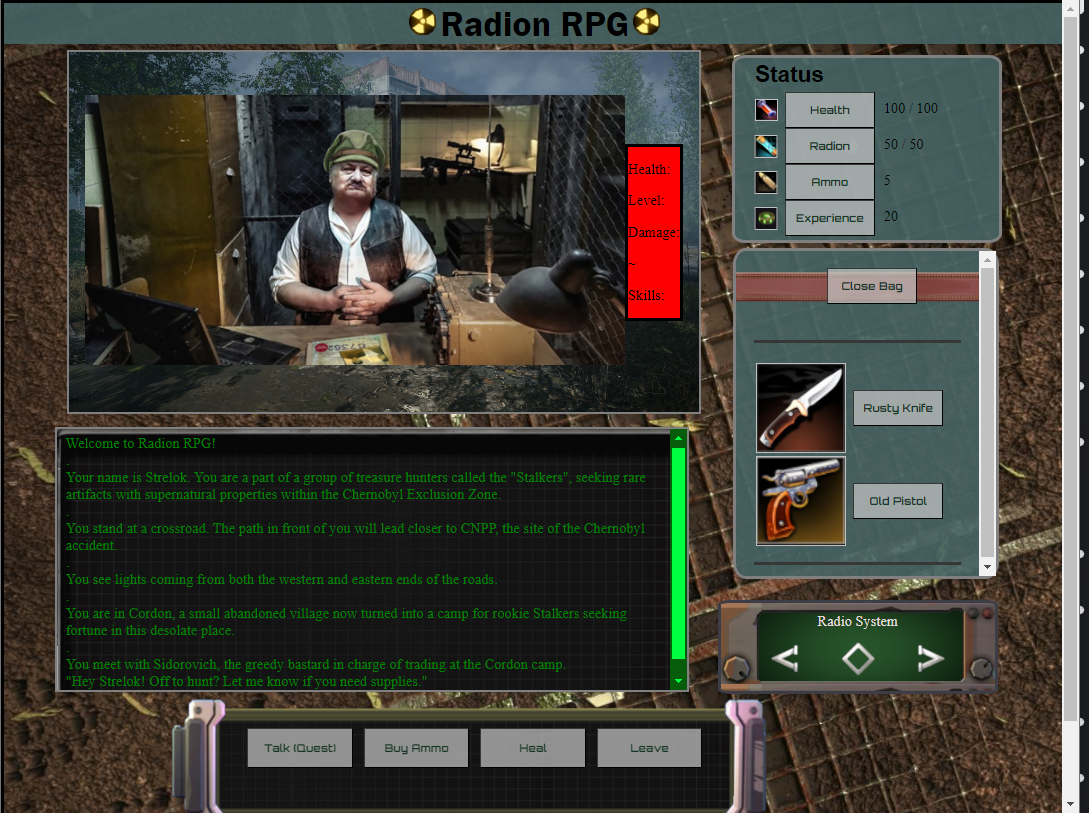 Radion RPG
Status
Health 100 / 100
Radion 50 / 50
Ammo 5
Experience 20
Health:
Level:
Damage:
~
Skills:
Close Bag
Rusty Knife
Old Pistol
Welcome to Radion RPG!
.
Your name is Strelok. You are a part of a group of treasure hunters called the "Stalkers", seeking rare
artifacts with supernatural properties within the Chernobyl Exclusion Zone.
.
You stand at a crossroad. The path in front of you will lead closer to CNPP, the site of the Chernobyl
accident.
.
You see lights coming from both the western and eastern ends of the roads.
.
You are in Cordon, a small abandoned village now turned into a camp for rookie Stalkers seeking
fortune in this desolate place.
.
You meet with Sidorovich, the greedy bastard in charge of trading at the Cordon camp.
"Hey Strelok! Off to hunt? Let me know if you need supplies."
Radio System
Talk (Quest) Buy Ammo Heal Leave